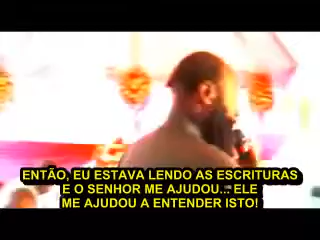 ENTÃO, EU ESTAVA LENDO AS ESCRITURAS
E O SENHOR ME AJUDOU... ELE
ME AJUDOU A ENTENDER ISTO!